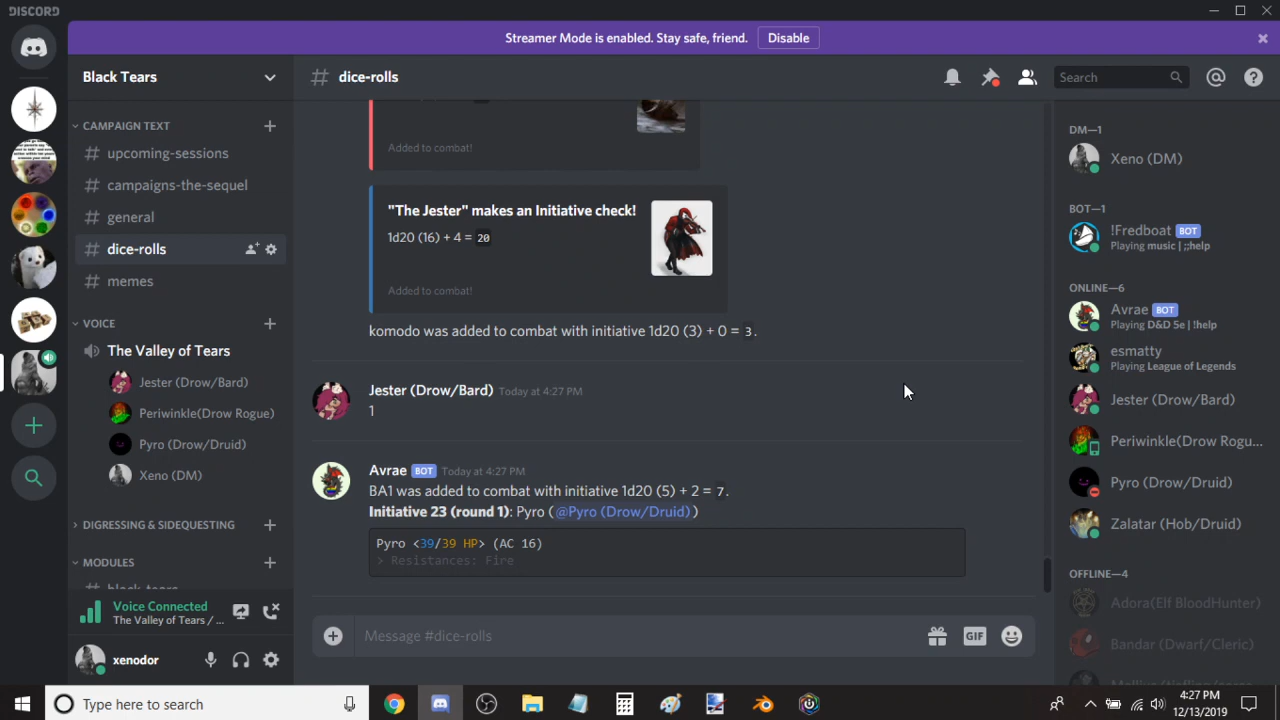 DISCORD
Streamer Mode is enabled. Stay safe, friend. Disable
Black Tears
# dice-rolls
Search
CAMPAIGN TEXT
# upcoming-sessions
# campaigns-the-sequel
# general
# dice-rolls
# memes
VOICE
The Valley of Tears
Jester (Drow/Bard)
Periwinkle(Drow Rogue)
Pyro (Drow/Druid)
Xeno (DM)
DIGRESSING & SIDEQUESTING
MODULES
Voice Connected
The Valley of Tears / ...
xenodor
Added to combat!
"The Jester" makes an Initiative check!
1d20 (16) + 4 = 20
Added to combat!
komodo was added to combat with initiative 1d20 (3) + 0 = 3.
Jester (Drow/Bard) Today at 4:27 PM
1
Avrae BOT Today at 4:27 PM
BA1 was added to combat with initiative 1d20 (5) + 2 = 7.
Initiative 23 (round 1): Pyro (@Pyro (Drow/Druid))
Pyro <39/39 HP> (AC 16)
> Resistances: Fire
Message #dice-rolls
GIF
DM—1
Xeno (DM)
BOT—1
!Fredboat BOT
Playing music | ;;help
ONLINE—6
Avrae BOT
Playing D&D 5e | !help
esmatty
Playing League of Legends
Jester (Drow/Bard)
Periwinkle(Drow Rogu...
Pyro (Drow/Druid)
Zalatar (Hob/Druid)
OFFLINE—4
Adora(Elf BloodHunter)
Bandar (Dwarf/Cleric)
Type here to search
4:27 PM
12/13/2019